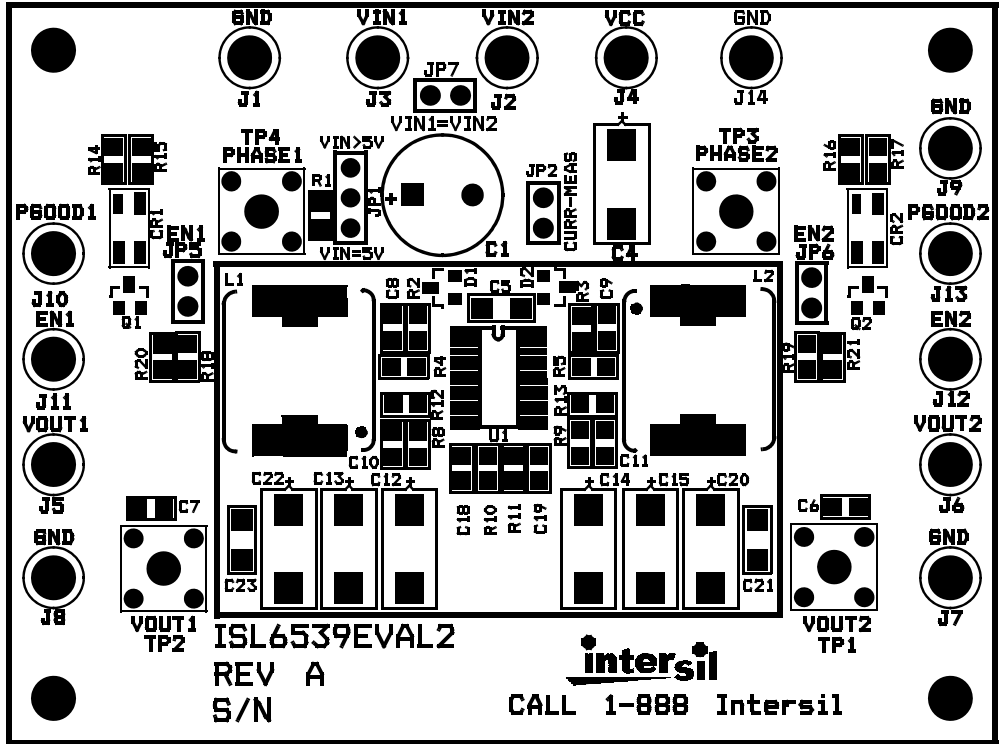 GND
VIN1
VIN2
VCC
GND
J1
J3
JP7
J2
J4
J14
GND
VIN1=VIN2
TP4
PHASE1
VIN>5V
TP3
PHASE2
R14
R15
R16
R17
J9
R1
JP1
+
JP2
CURR-MEAS
+
PGOOD1
CR1
PGOOD2
CR2
EN1
JP5
VIN=5V
C1
C4
EN2
JP6
J10
Q1
L1
C8
R2
D1
C5
D2
R3
C9
L2
Q2
J13
EN1
EN2
R20
R18
R4
R5
R19
R21
J11
J12
VOUT1
R12
R13
VOUT2
R8
U1
R9
C10
C11
C22
+
C13
+
C12
+
+
C14
+
C15
+
C20
J5
C7
C18
R10
R11
C19
C6
J6
GND
GND
C23
C21
J8
J7
VOUT1
TP2
VOUT2
TP1
ISL6539EVAL2
REV A
S/N
intersil
CALL 1-888 Intersil